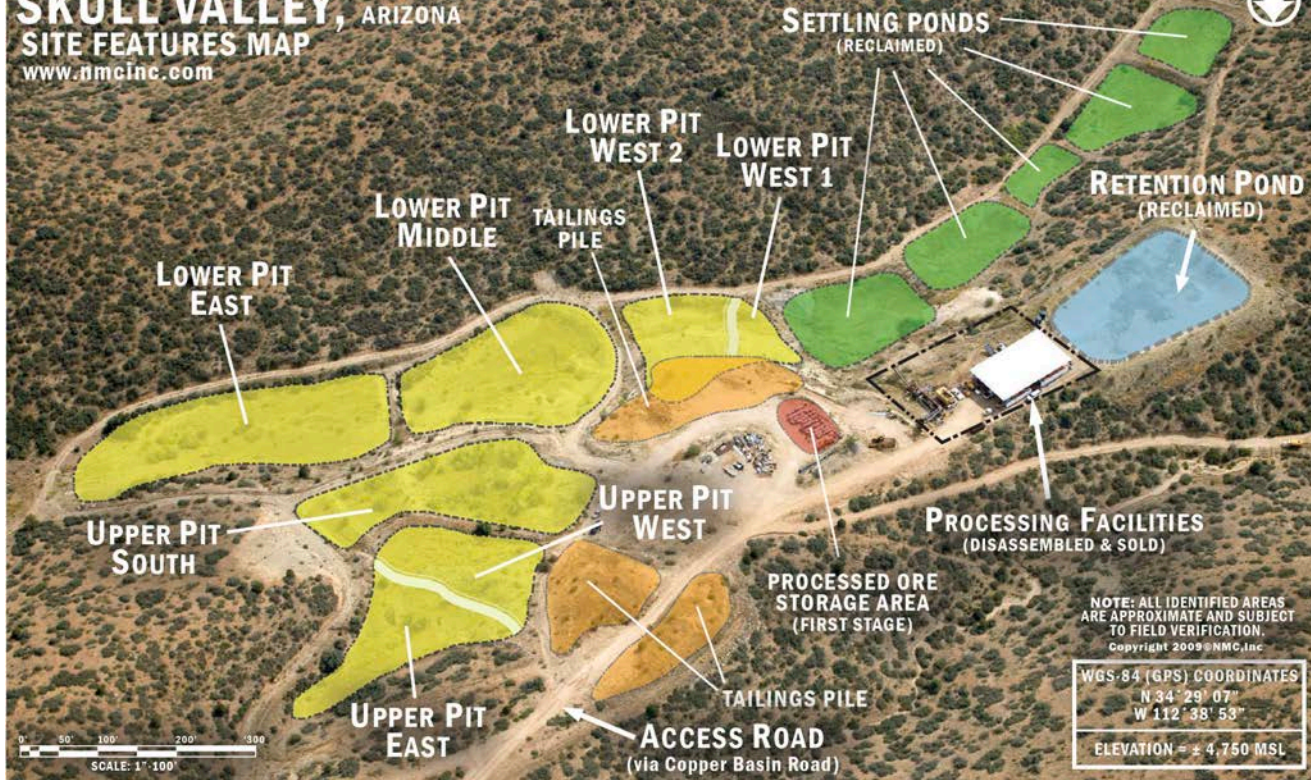 SKULL VALLEY, ARIZONA
SITE FEATURES MAP
www.nmcinc.com
SETTLING PONDS
(RECLAIMED)
LOWER PIT
WEST 2
LOWER PIT
WEST 1
RETENTION POND
(RECLAIMED)
LOWER PIT
MIDDLE
TAILINGS
PILE
LOWER PIT
EAST
UPPER PIT
SOUTH
UPPER PIT
WEST
PROCESSING FACILITIES
(DISASSEMBLED & SOLD)
PROCESSED ORE
STORAGE AREA
(FIRST STAGE)
NOTE: ALL IDENTIFIED AREAS
ARE APPROXIMATE AND SUBJECT
TO FIELD VERIFICATION.
Copyright 2009©NMC,Inc
TAILINGS PILE
UPPER PIT
EAST
ACCESS ROAD
(via Copper Basin Road)
WGS-84 (GPS) COORDINATES
N 34°29'07"
W 112°38'53"
ELEVATION = ± 4,750 MSL
0' 50' 100' 200' '300
SCALE: 1"-100'